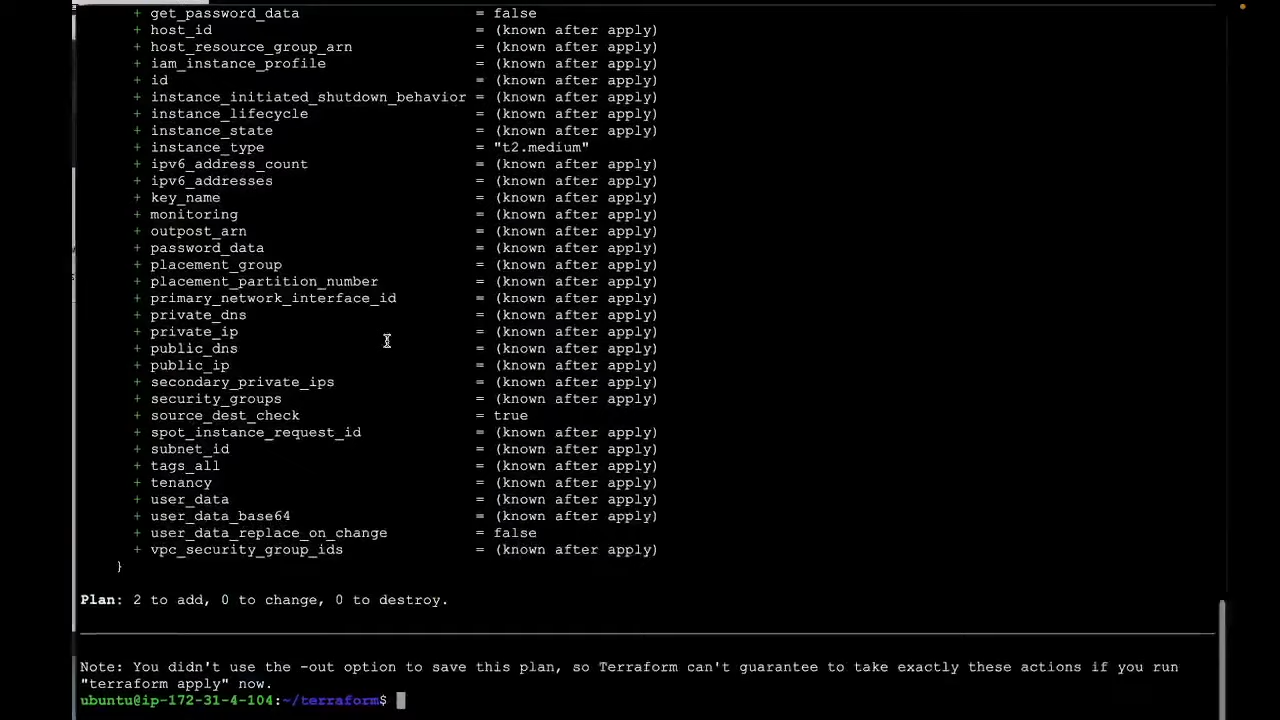 + get_password_data = false
+ host_id = (known after apply)
+ host_resource_group_arn = (known after apply)
+ iam_instance_profile = (known after apply)
+ id = (known after apply)
+ instance_initiated_shutdown_behavior = (known after apply)
+ instance_lifecycle = (known after apply)
+ instance_state = (known after apply)
+ instance_type = "t2.medium"
+ ipv6_address_count = (known after apply)
+ ipv6_addresses = (known after apply)
+ key_name = (known after apply)
+ monitoring = (known after apply)
+ outpost_arn = (known after apply)
+ password_data = (known after apply)
+ placement_group = (known after apply)
+ placement_partition_number = (known after apply)
+ primary_network_interface_id = (known after apply)
+ private_dns = (known after apply)
+ private_ip = (known after apply)
+ public_dns = (known after apply)
+ public_ip = (known after apply)
+ secondary_private_ips = (known after apply)
+ security_groups = (known after apply)
+ source_dest_check = true
+ spot_instance_request_id = (known after apply)
+ subnet_id = (known after apply)
+ tags_all = (known after apply)
+ tenancy = (known after apply)
+ user_data = (known after apply)
+ user_data_base64 = (known after apply)
+ user_data_replace_on_change = false
+ vpc_security_group_ids = (known after apply)
}
Plan: 2 to add, 0 to change, 0 to destroy.
Note: You didn't use the -out option to save this plan, so Terraform can't guarantee to take exactly these actions if you run
"terraform apply" now.
ubuntu@ip-172-31-4-104:~/terraform$